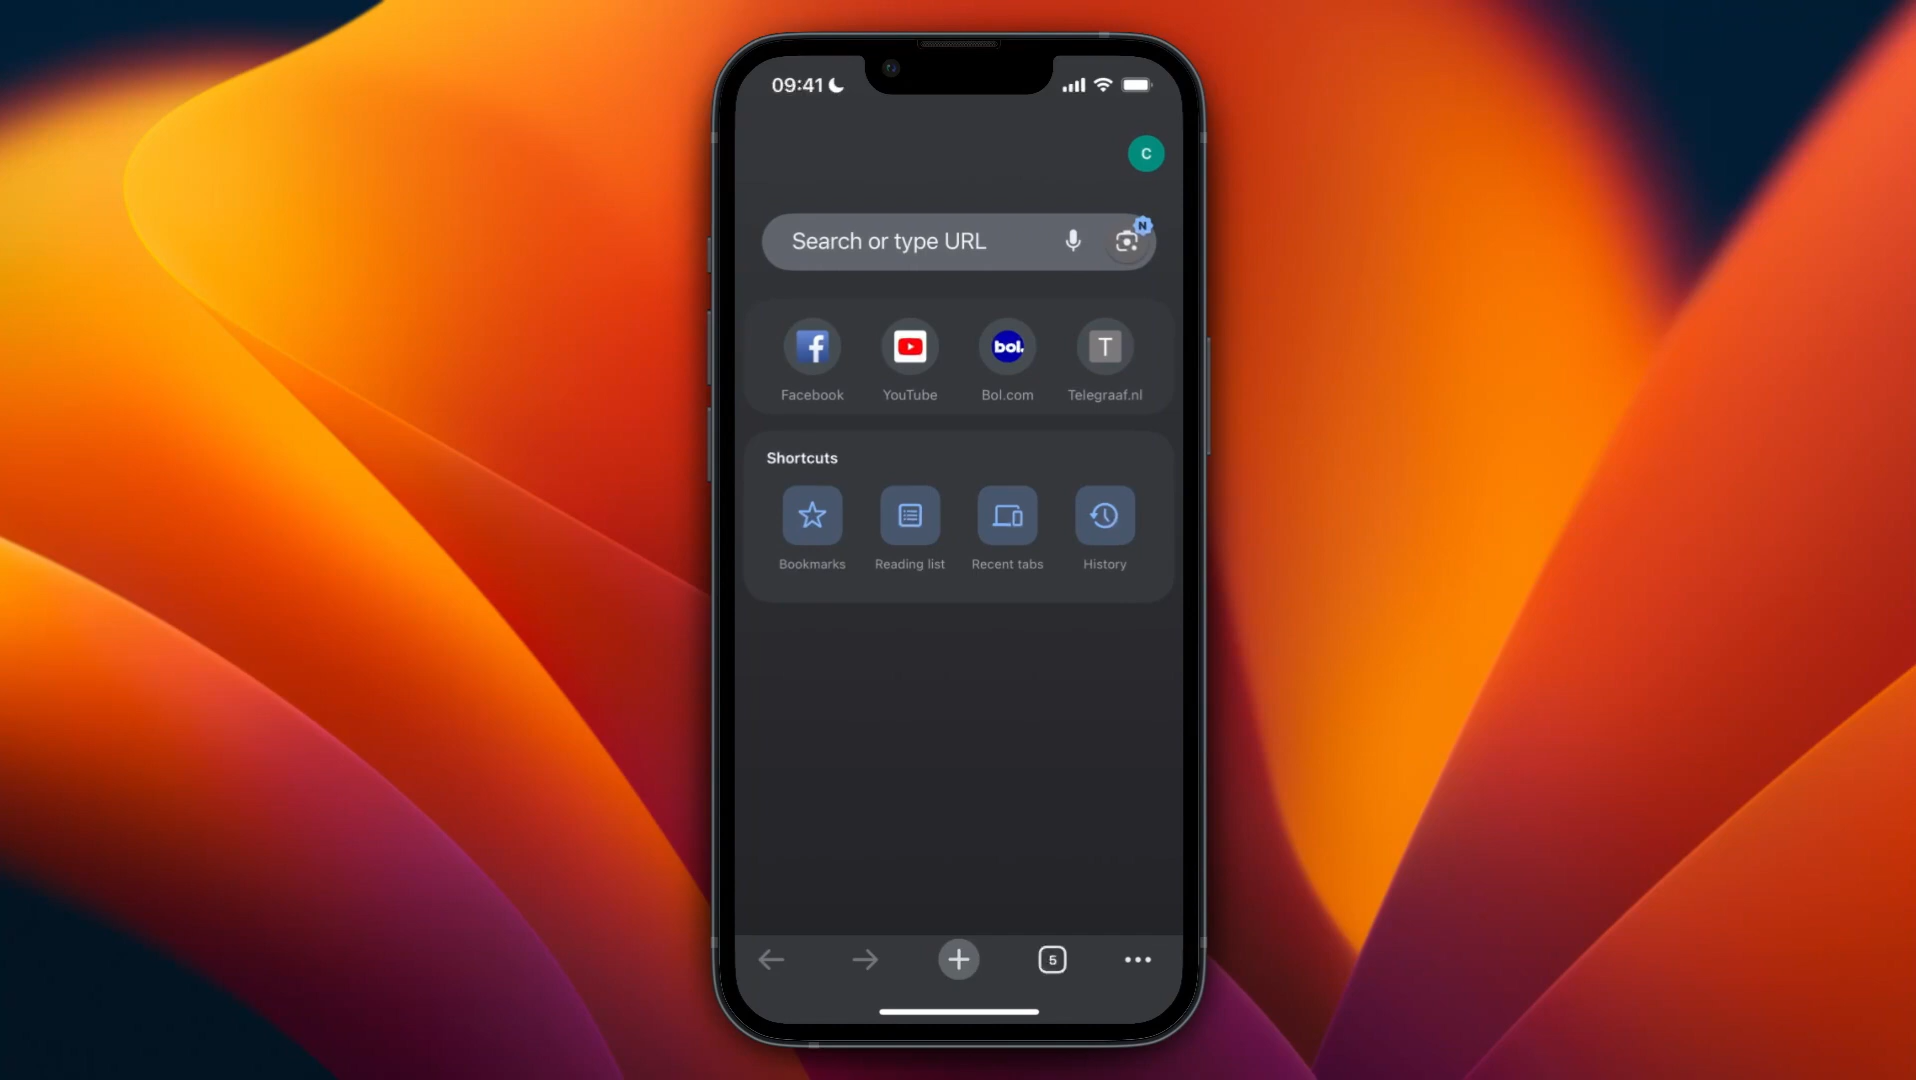 09:41
C
N
Search or type URL
f
bol.
T
Facebook YouTube Bol.com Telegraaf.nl
Shortcuts
Bookmarks Reading list Recent tabs History
5